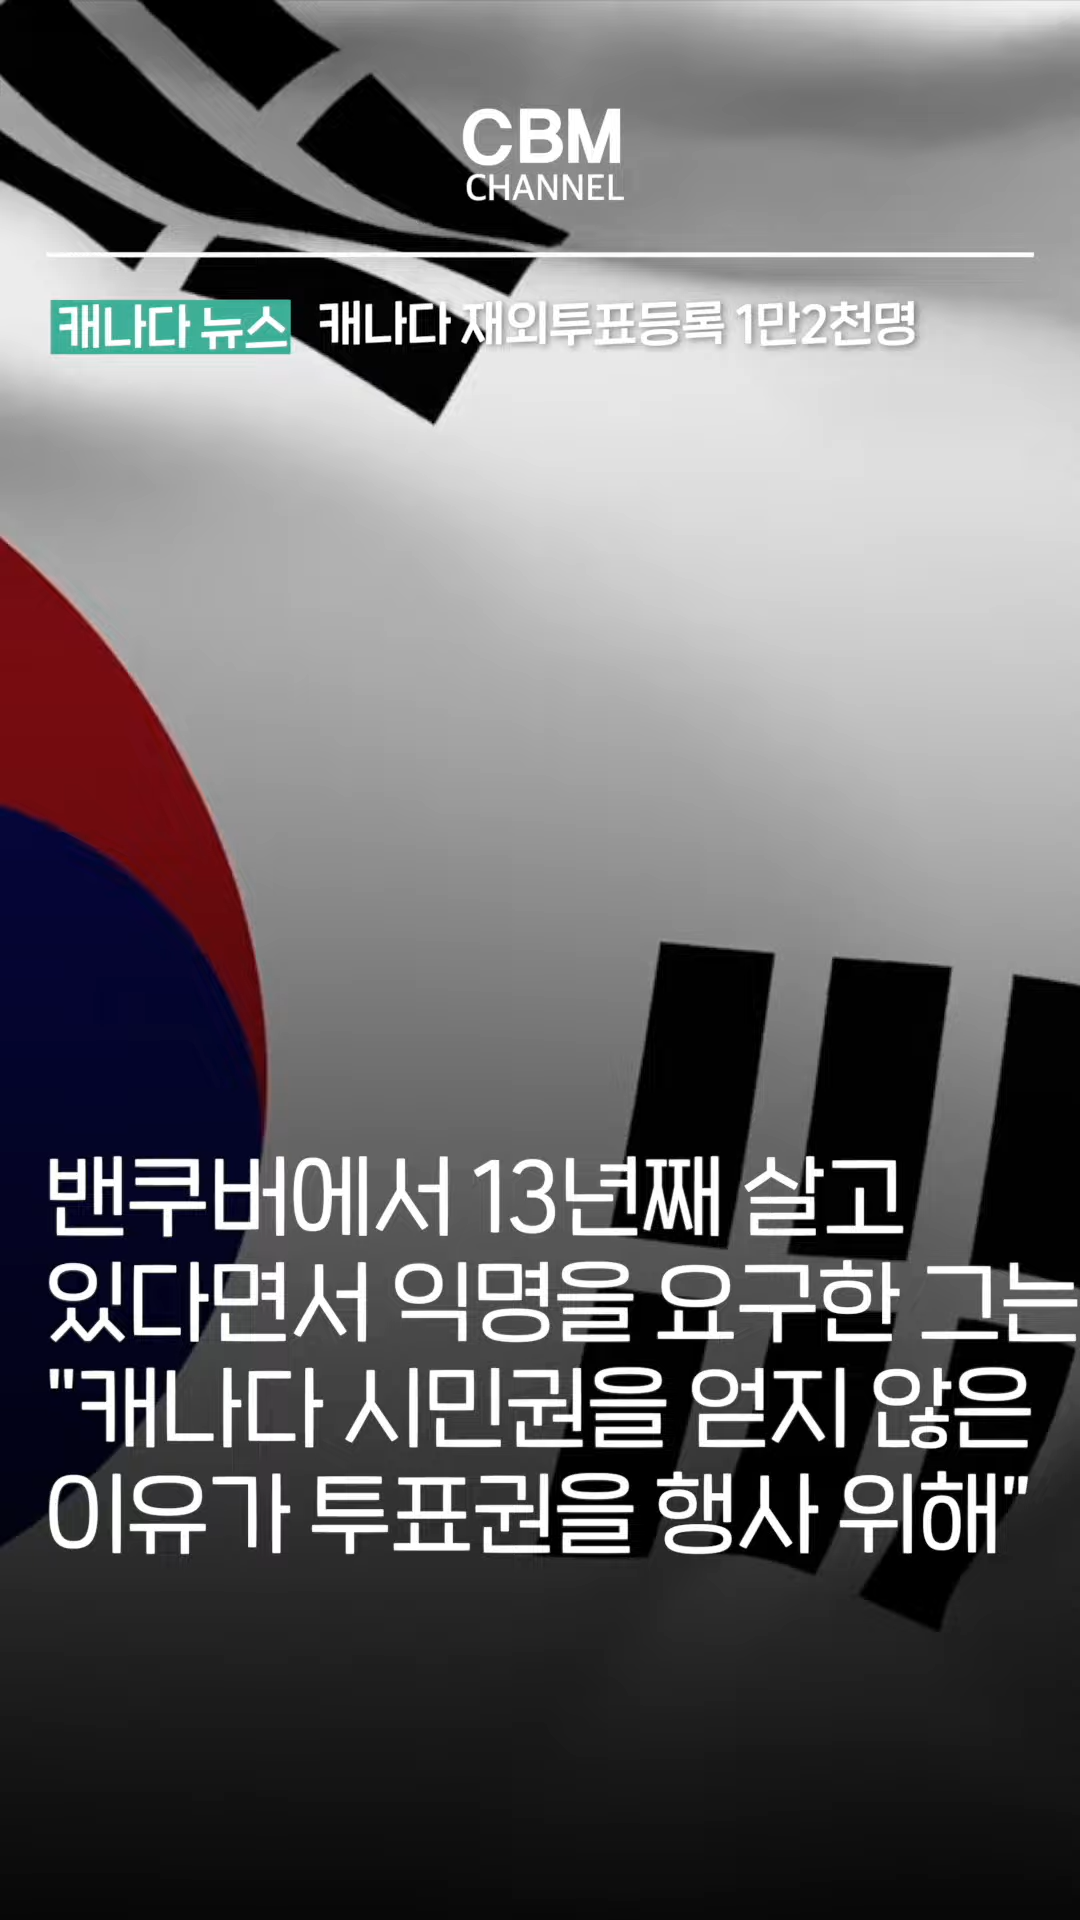 CBM
CHANNEL
캐나다 뉴스 캐나다 재외투표등록 1만2천명
밴쿠버에서 13년째 살고
있다면서 익명을 요구한 그는
"캐나다 시민권을 얻지 않은
이유가 투표권을 행사 위해"